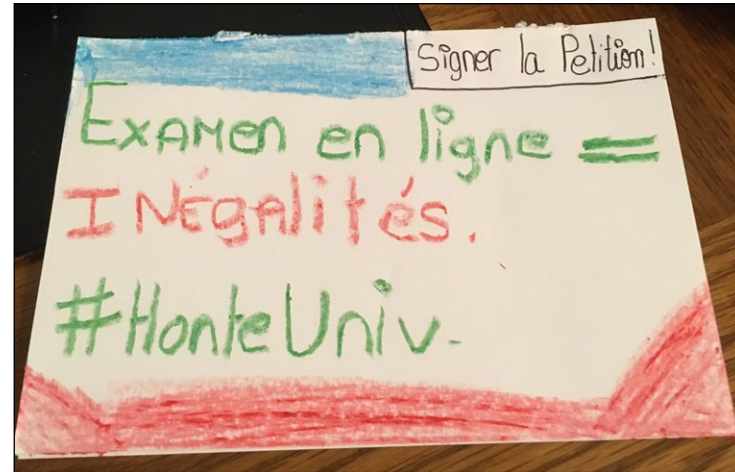 Signer la Petition!
Examen en ligne =
INégalités.
#HonteUniv.